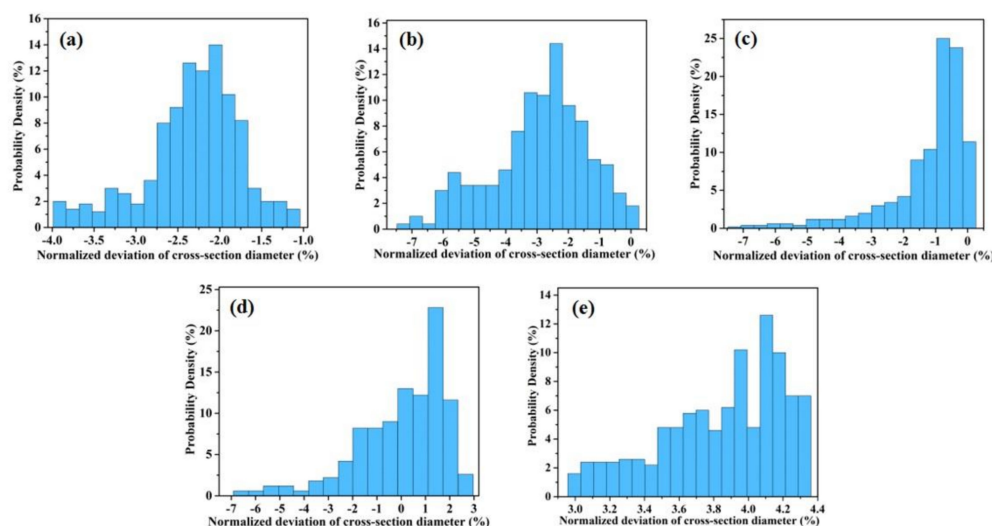 (a)
Probability Density (%)
16
14
12
10
8
6
4
2
0
-4.0 -3.5 -3.0 -2.5 -2.0 -1.5 -1.0
Normalized deviation of cross-section diameter (%)
(b)
Probability Density (%)
16
14
12
10
8
6
4
2
0
-7 -6 -5 -4 -3 -2 -1 0
Normalized deviation of cross-section diameter (%)
(c)
Probability Density (%)
25
20
15
10
5
0
-7 -6 -5 -4 -3 -2 -1 0
Normalized deviation of cross-section diameter (%)
(d)
Probability Density (%)
25
20
15
10
5
0
-7 -6 -5 -4 -3 -2 -1 0 1 2 3
Normalized deviation of cross-section diameter (%)
(e)
Probability Density (%)
14
12
10
8
6
4
2
0
3.0 3.2 3.4 3.6 3.8 4.0 4.2 4.4
Normalized deviation of cross-section diameter (%)